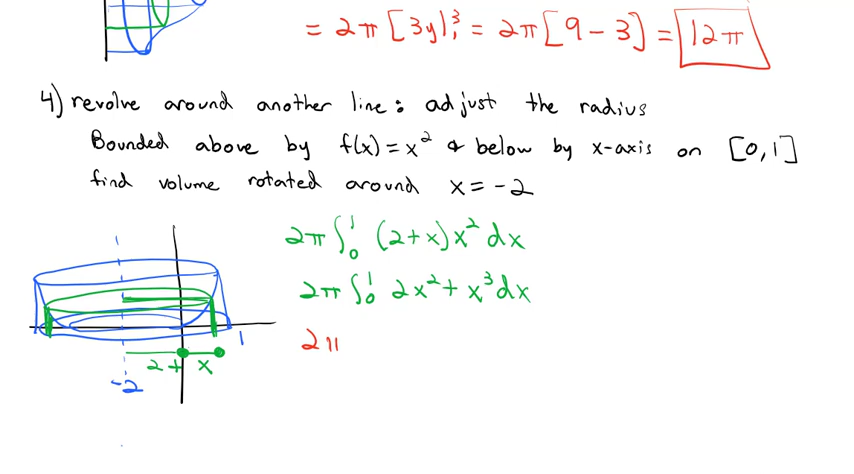 = 2π [3y]₁³ = 2π[9 − 3] = 12π
4) revolve around another line: adjust the radius
Bounded above by f(x) = x² & below by x-axis on [0,1]
find volume rotated around x = -2
2π ∫₀¹ (2+x) x² dx
2π ∫₀¹ 2x² + x³ dx
2π
1
2 + x
-2